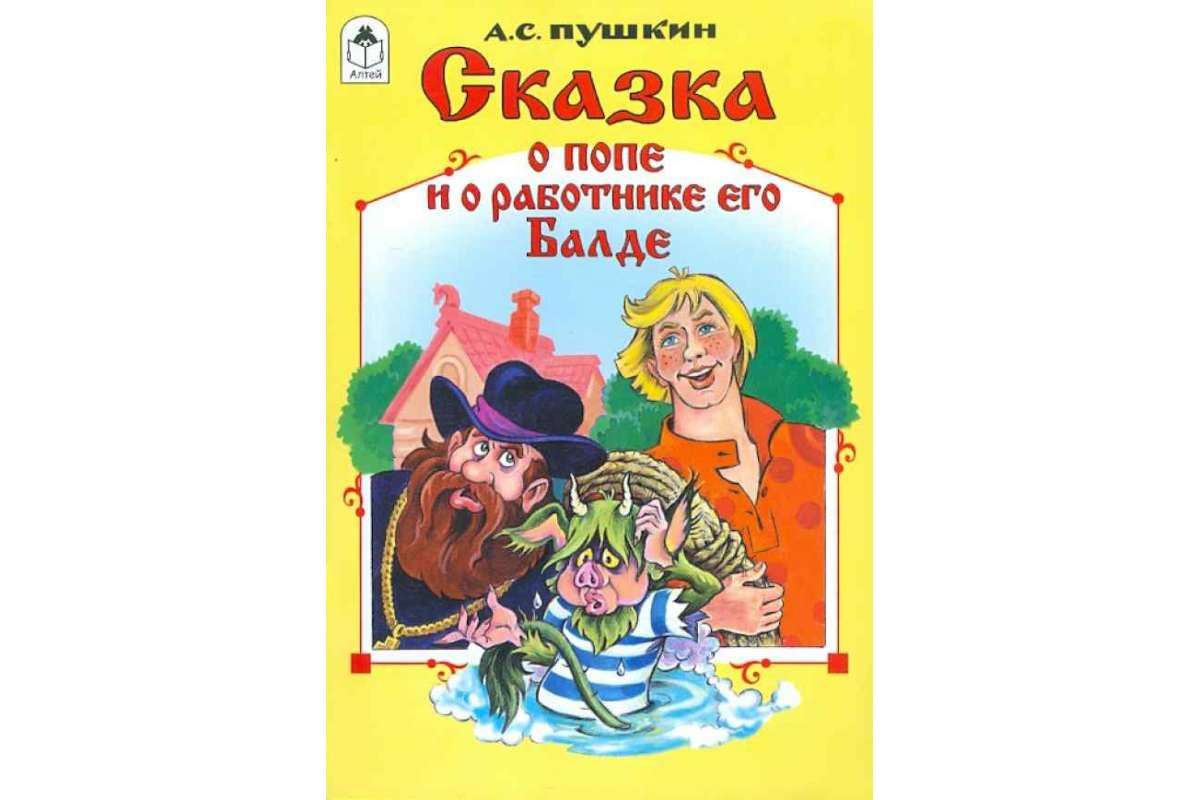 Алтей
А.С. ПУШКИН
Сказка
О ПОПЕ
И О РАБОТНИКЕ ЕГО
БАЛДЕ